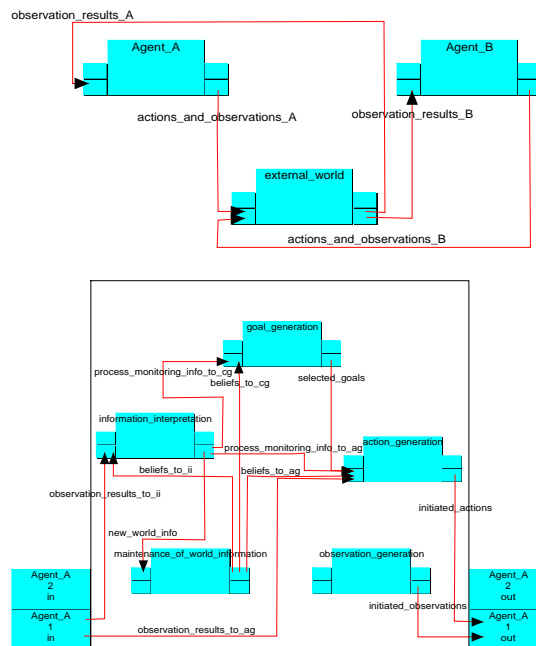 observation_results_A
Agent_A
Agent_B
actions_and_observations_A
observation_results_B
external_world
actions_and_observations_B
goal_generation
process_monitoring_info_to_cg
beliefs_to_cg
selected_goals
information_interpretation
process_monitoring_info_to_ag
action_generation
beliefs_to_ii
beliefs_to_ag
observation_results_to_ii
initiated_actions
new_world_info
maintenance_of_world_information
observation_generation
Agent_A
2
in
Agent_A
2
out
initiated_observations
Agent_A
1
in
observation_results_to_ag
Agent_A
1
out